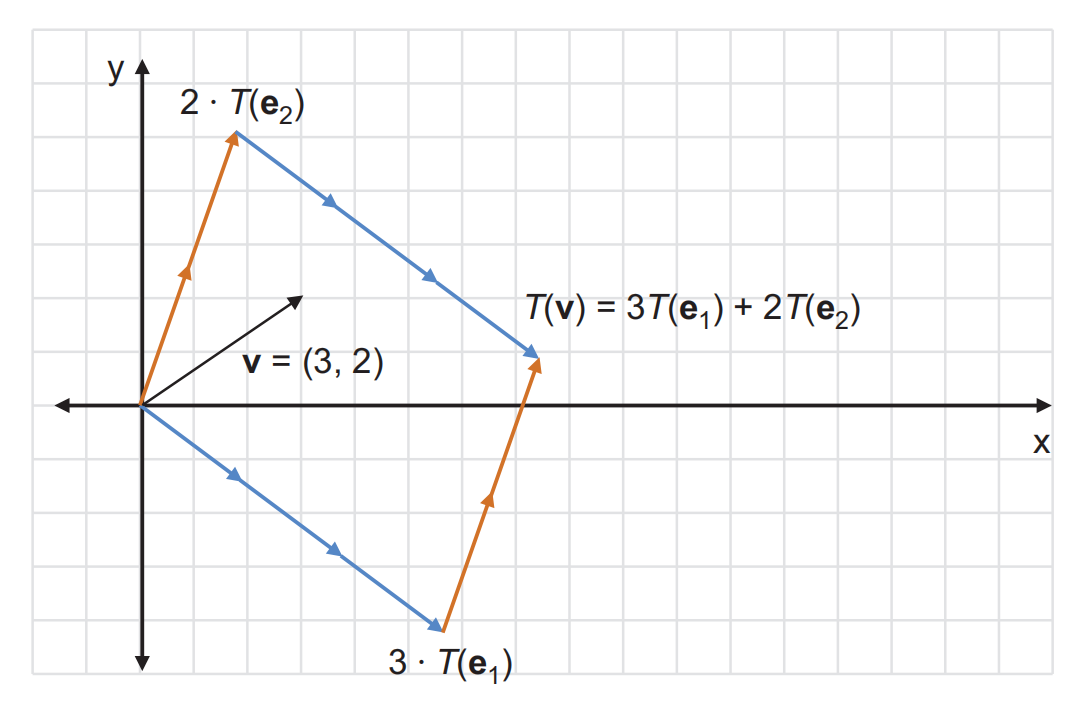 y
2 · T(e₂)
T(v) = 3T(e₁) + 2T(e₂)
v = (3, 2)
x
3 · T(e₁)